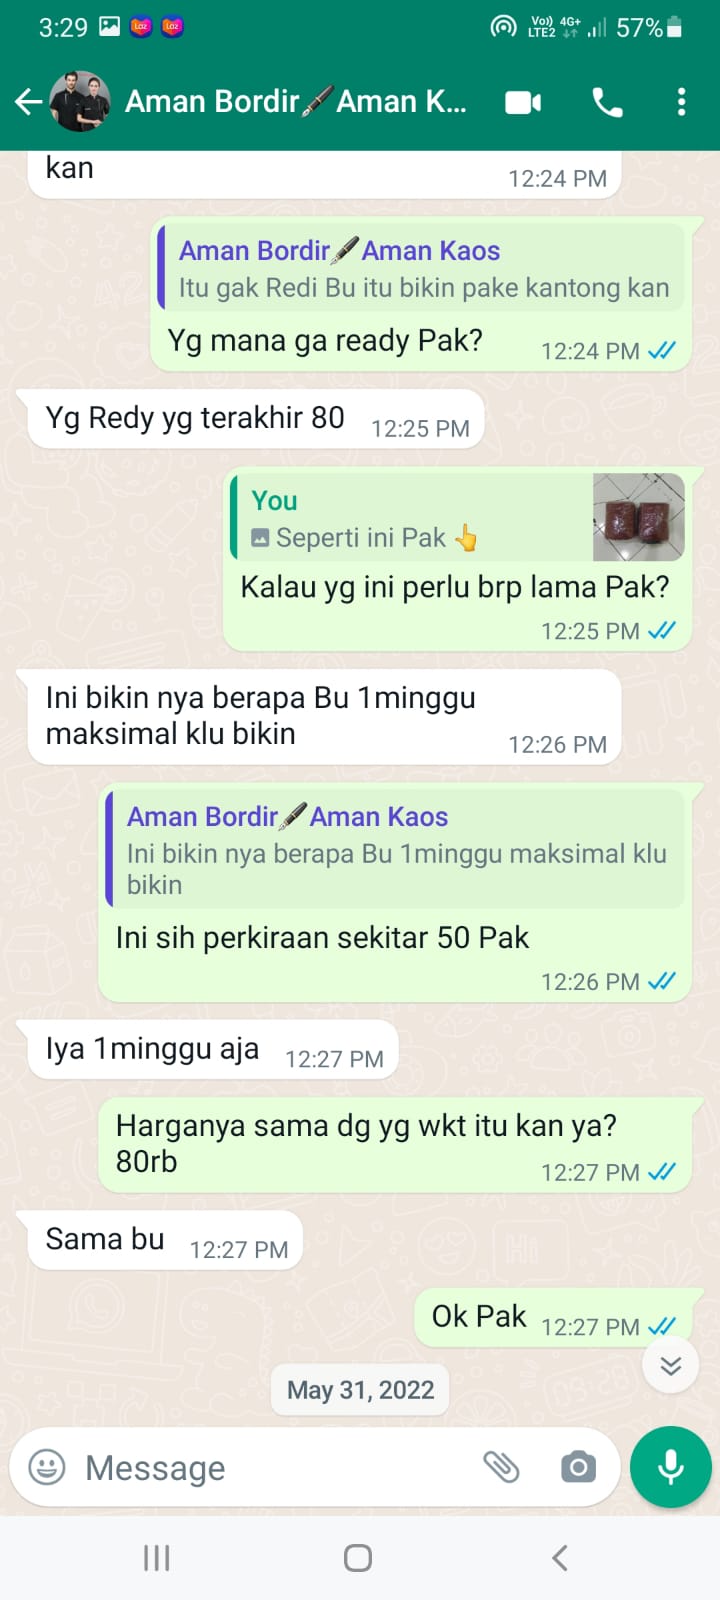 3:29 Loz Loz Vo)) 4G+ LTE2 57%
Aman Bordir🖋️Aman K...
kan
12:24 PM
Aman Bordir🖋️Aman Kaos
Itu gak Redi Bu itu bikin pake kantong kan
Yg mana ga ready Pak?
12:24 PM
Yg Redy yg terakhir 80
12:25 PM
You
Seperti ini Pak 👆
Kalau yg ini perlu brp lama Pak?
12:25 PM
Ini bikin nya berapa Bu 1minggu
maksimal klu bikin
12:26 PM
Aman Bordir🖋️Aman Kaos
Ini bikin nya berapa Bu 1minggu maksimal klu
bikin
Ini sih perkiraan sekitar 50 Pak
12:26 PM
Iya 1minggu aja
12:27 PM
Harganya sama dg yg wkt itu kan ya?
80rb
12:27 PM
Sama bu
12:27 PM
Ok Pak
12:27 PM
May 31, 2022
Message